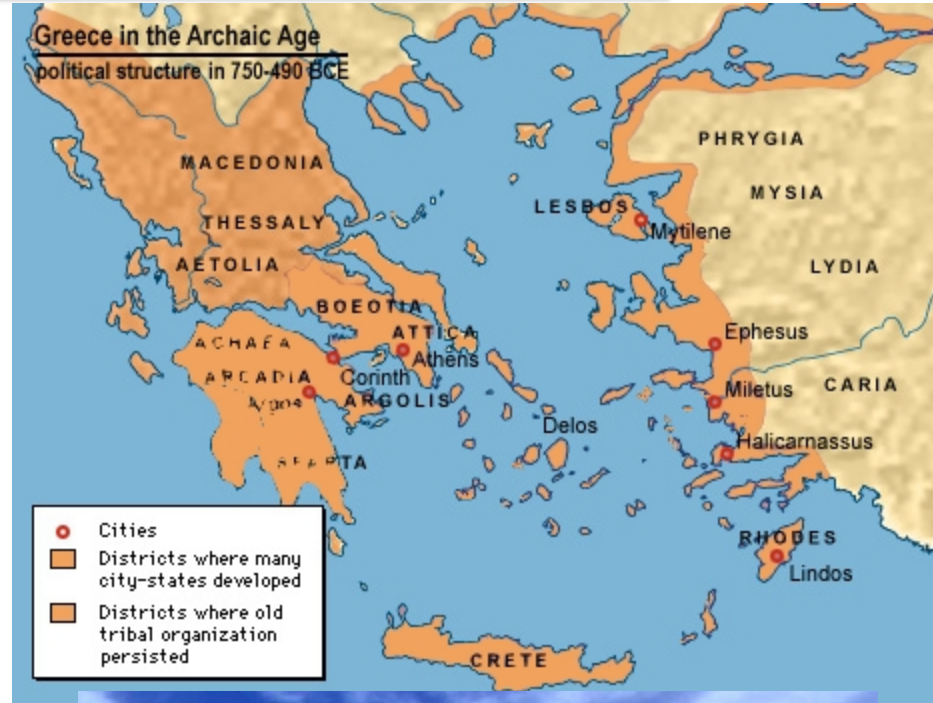 Greece in the Archaic Age
political structure in 750-490 BCE
MACEDONIA
PHRYGIA
MYSIA
LESBOS
THESSALY
Mytilene
AETOLIA
LYDIA
BOEOTIA
ATTICA
Ephesus
ACHAEA
Athens
ARCADIA
Corinth
CARIA
Miletus
Argos
ARGOLIS
Delos
Halicarnassus
SPARTA
Cities
Districts where many
city-states developed
Districts where old
tribal organization
persisted
RHODES
Lindos
CRETE